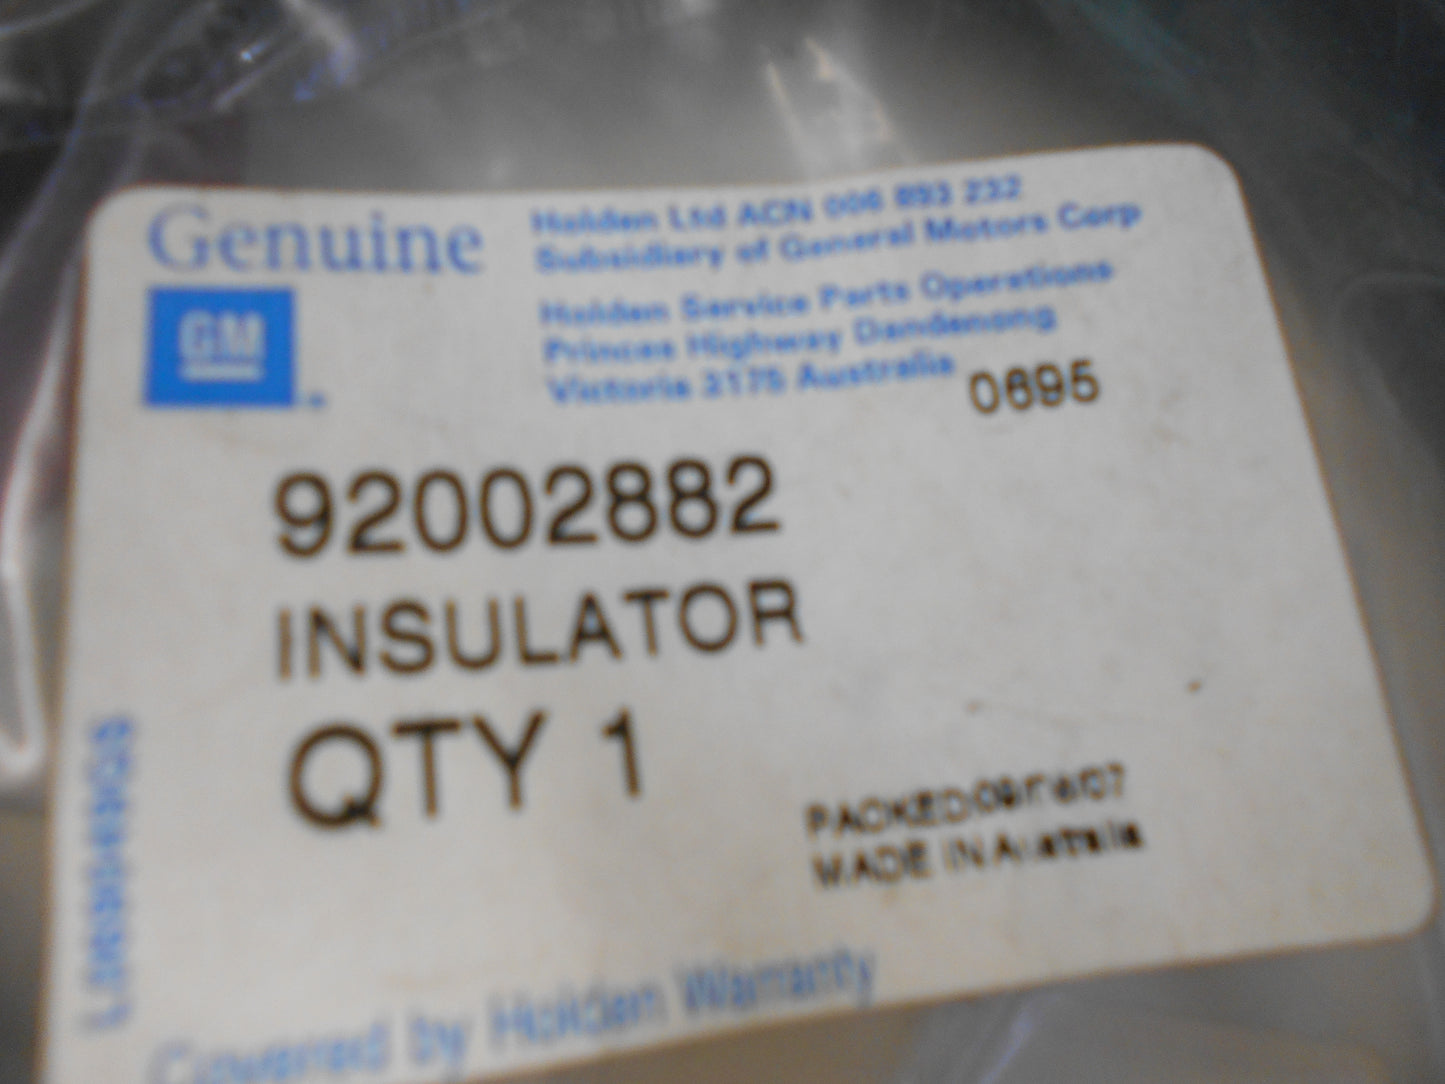 Genuine
GM
Holden Ltd ACN 006 893 232
Subsidiary of General Motors Corp
Holden Service Parts Operations
Princes Highway Dandenong
Victoria 3175 Australia
0695
92002882
INSULATOR
QTY 1
PACKED
MADE IN Australia
Covered by Holden Warranty